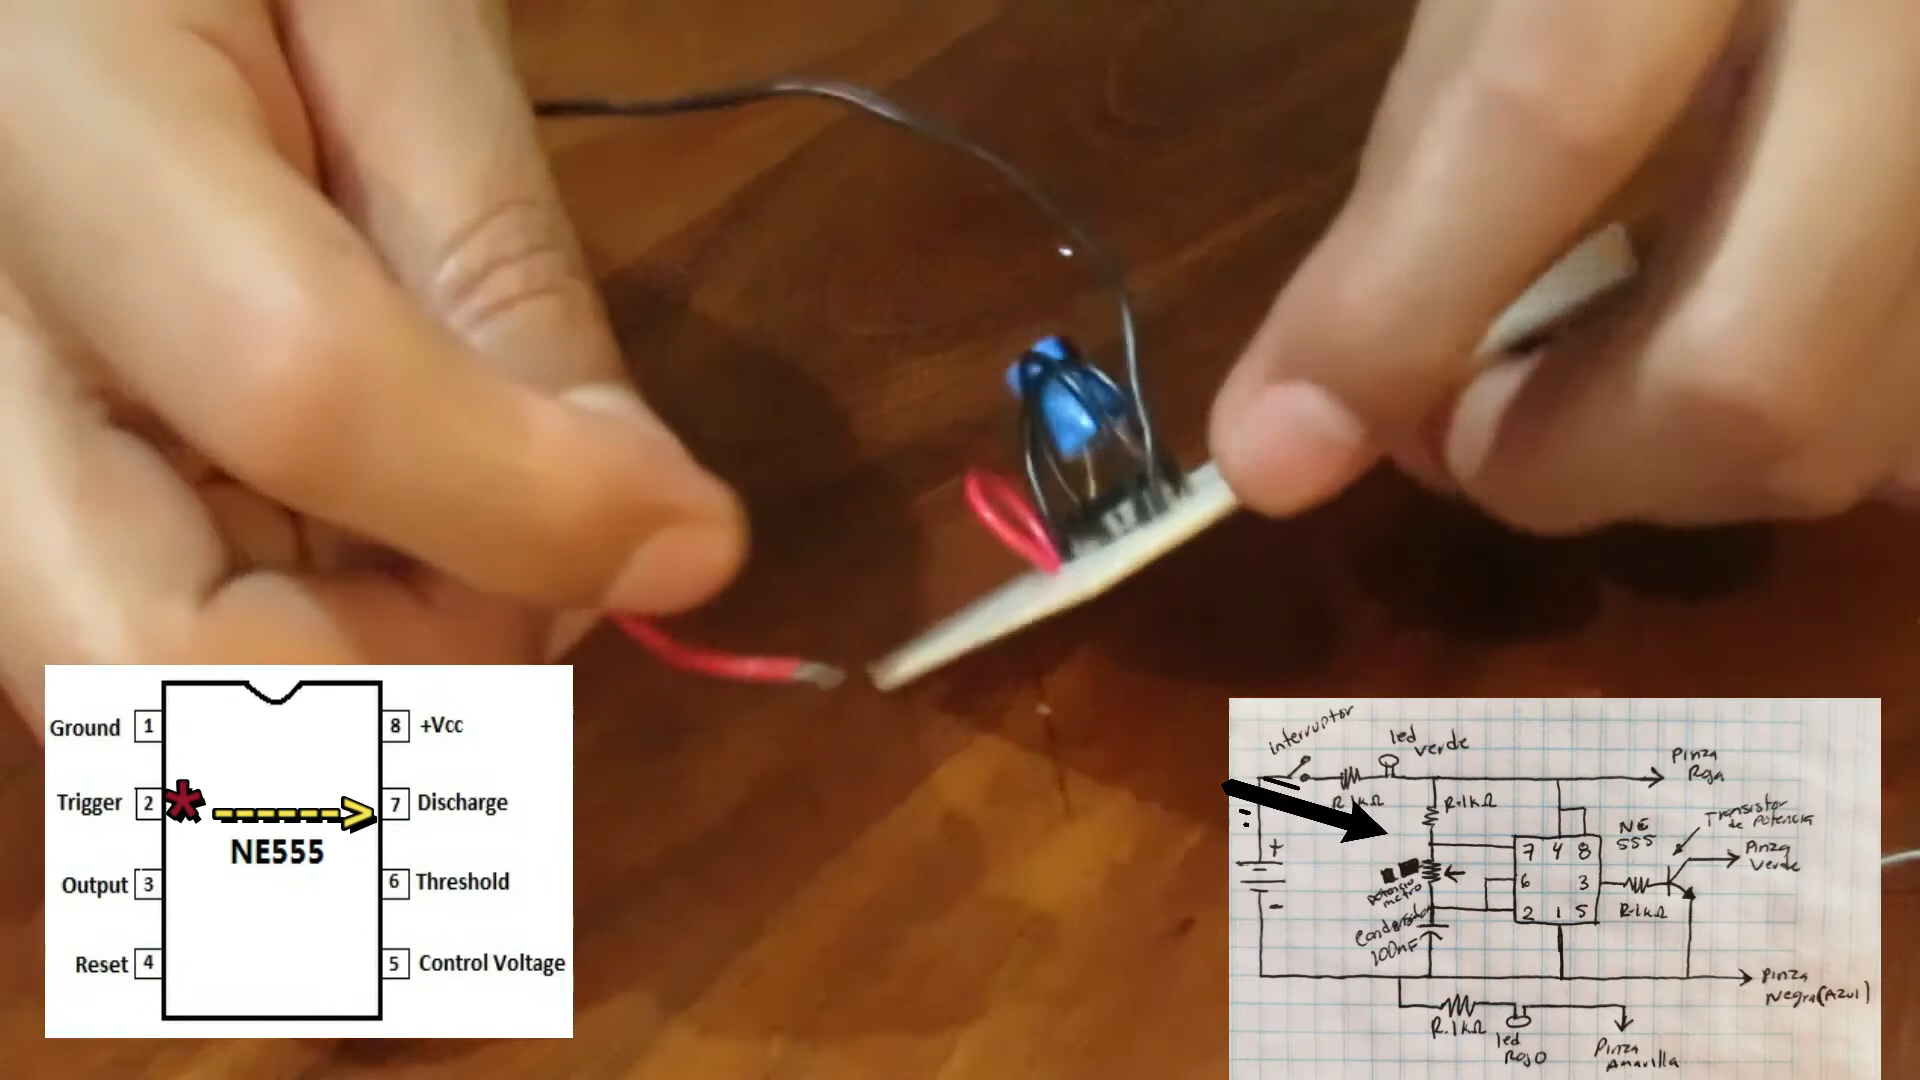 Ground 1
8 +Vcc
Trigger 2 *
7 Discharge
NE555
Output 3
6 Threshold
Reset 4
5 Control Voltage
interruptor
led
verde
Pinza
Roja
R.1kΩ
R.1kΩ
NE
555
Transistor
de Potencia
Pinza
Verde
+
-
7 4 8
6 3
2 1 5
Potencio
metro
R.1kΩ
Condensador
100nF
Pinza
Negra(Azul)
R.1kΩ
led
Rojo
Pinza
Amarilla